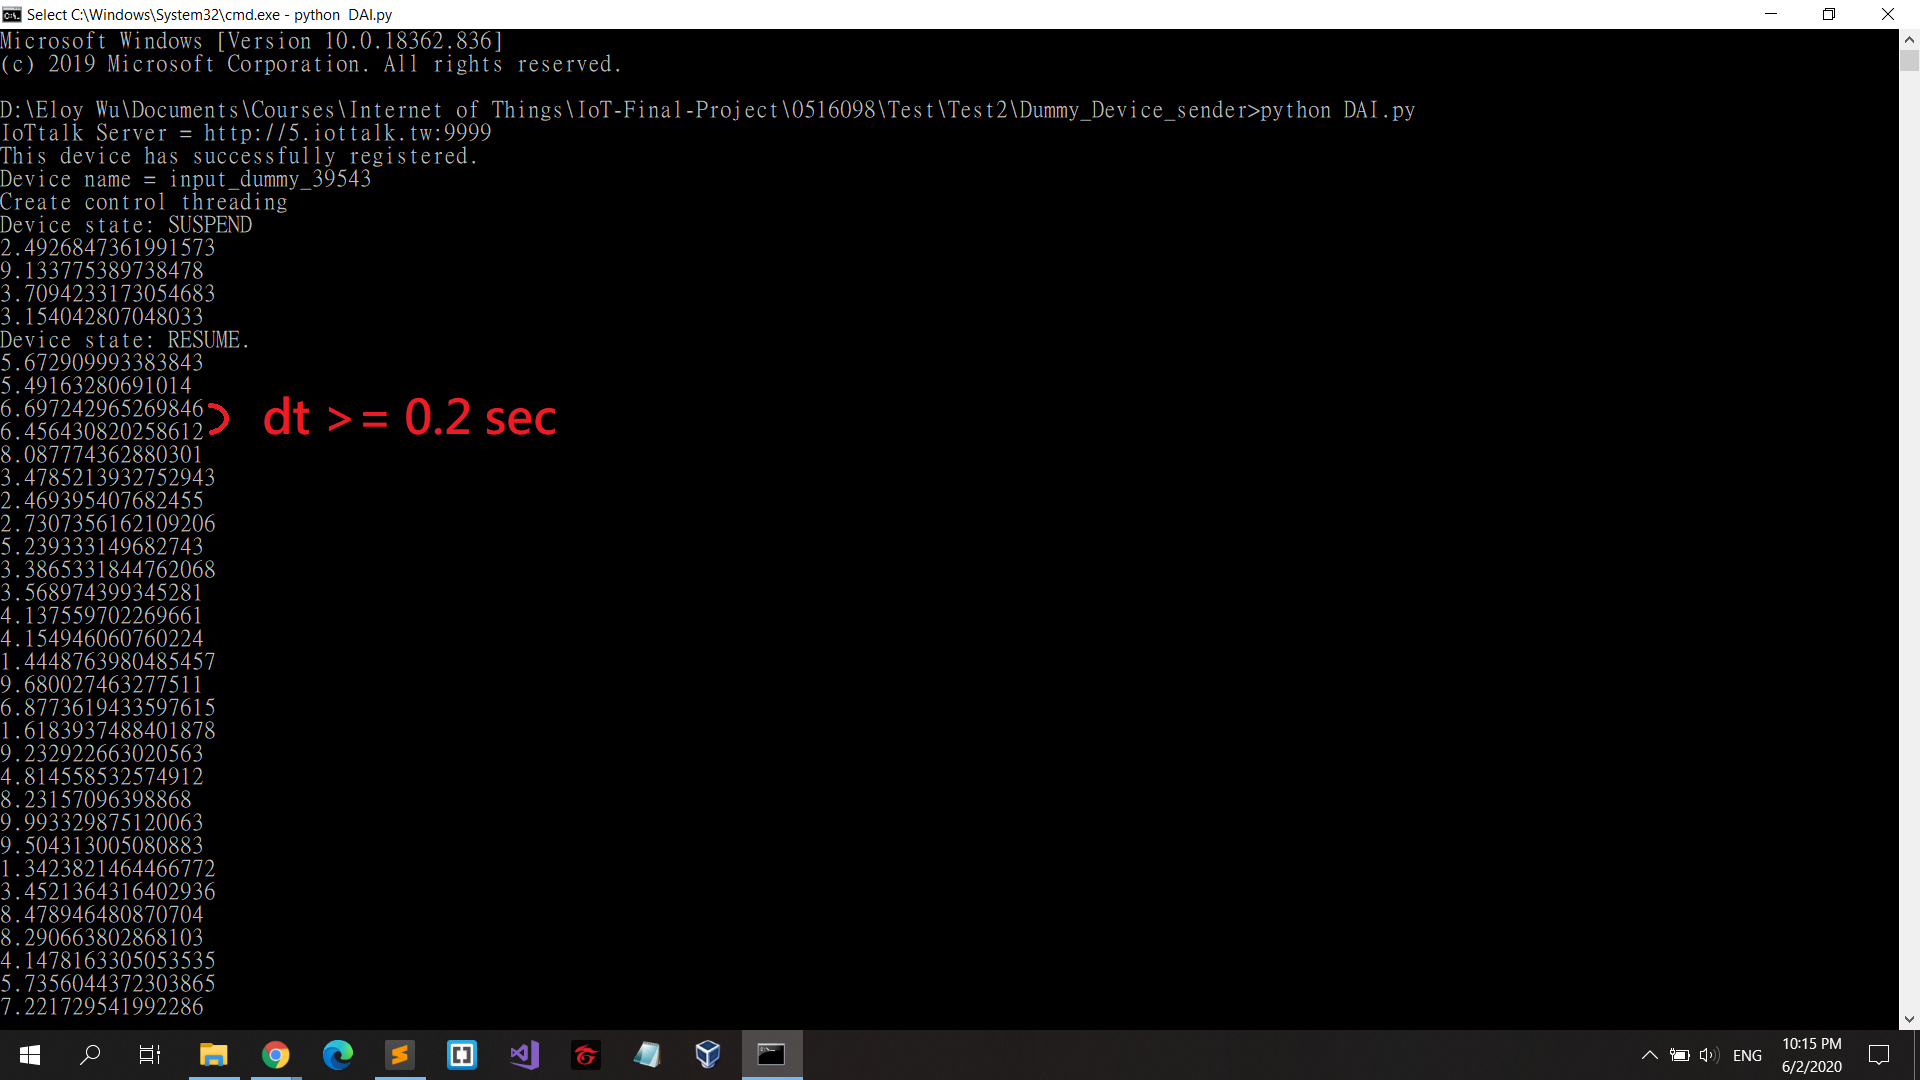 Select C:\Windows\System32\cmd.exe - python  DAI.py
Microsoft Windows [Version 10.0.18362.836]
(c) 2019 Microsoft Corporation. All rights reserved.
D:\Eloy Wu\Documents\Courses\Internet of Things\IoT-Final-Project\0516098\Test\Test2\Dummy_Device_sender>python DAI.py
IoTtalk Server = http://5.iottalk.tw:9999
This device has successfully registered.
Device name = input_dummy_39543
Create control threading
Device state: SUSPEND
2.4926847361991573
9.133775389738478
3.7094233173054683
3.154042807048033
Device state: RESUME.
5.672909993383843
5.49163280691014
6.697242965269846
dt >= 0.2 sec
6.456430820258612
8.087774362880301
3.4785213932752943
2.469395407682455
2.7307356162109206
5.239333149682743
3.3865331844762068
3.568974399345281
4.137559702269661
4.154946060760224
1.4448763980485457
9.680027463277511
6.8773619433597615
1.6183937488401878
9.232922663020563
4.814558532574912
8.23157096398868
9.993329875120063
9.504313005080883
1.3423821464466772
3.4521364316402936
8.478946480870704
8.290663802868103
4.1478163305053535
5.7356044372303865
7.221729541992286
ENG
10:15 PM
6/2/2020